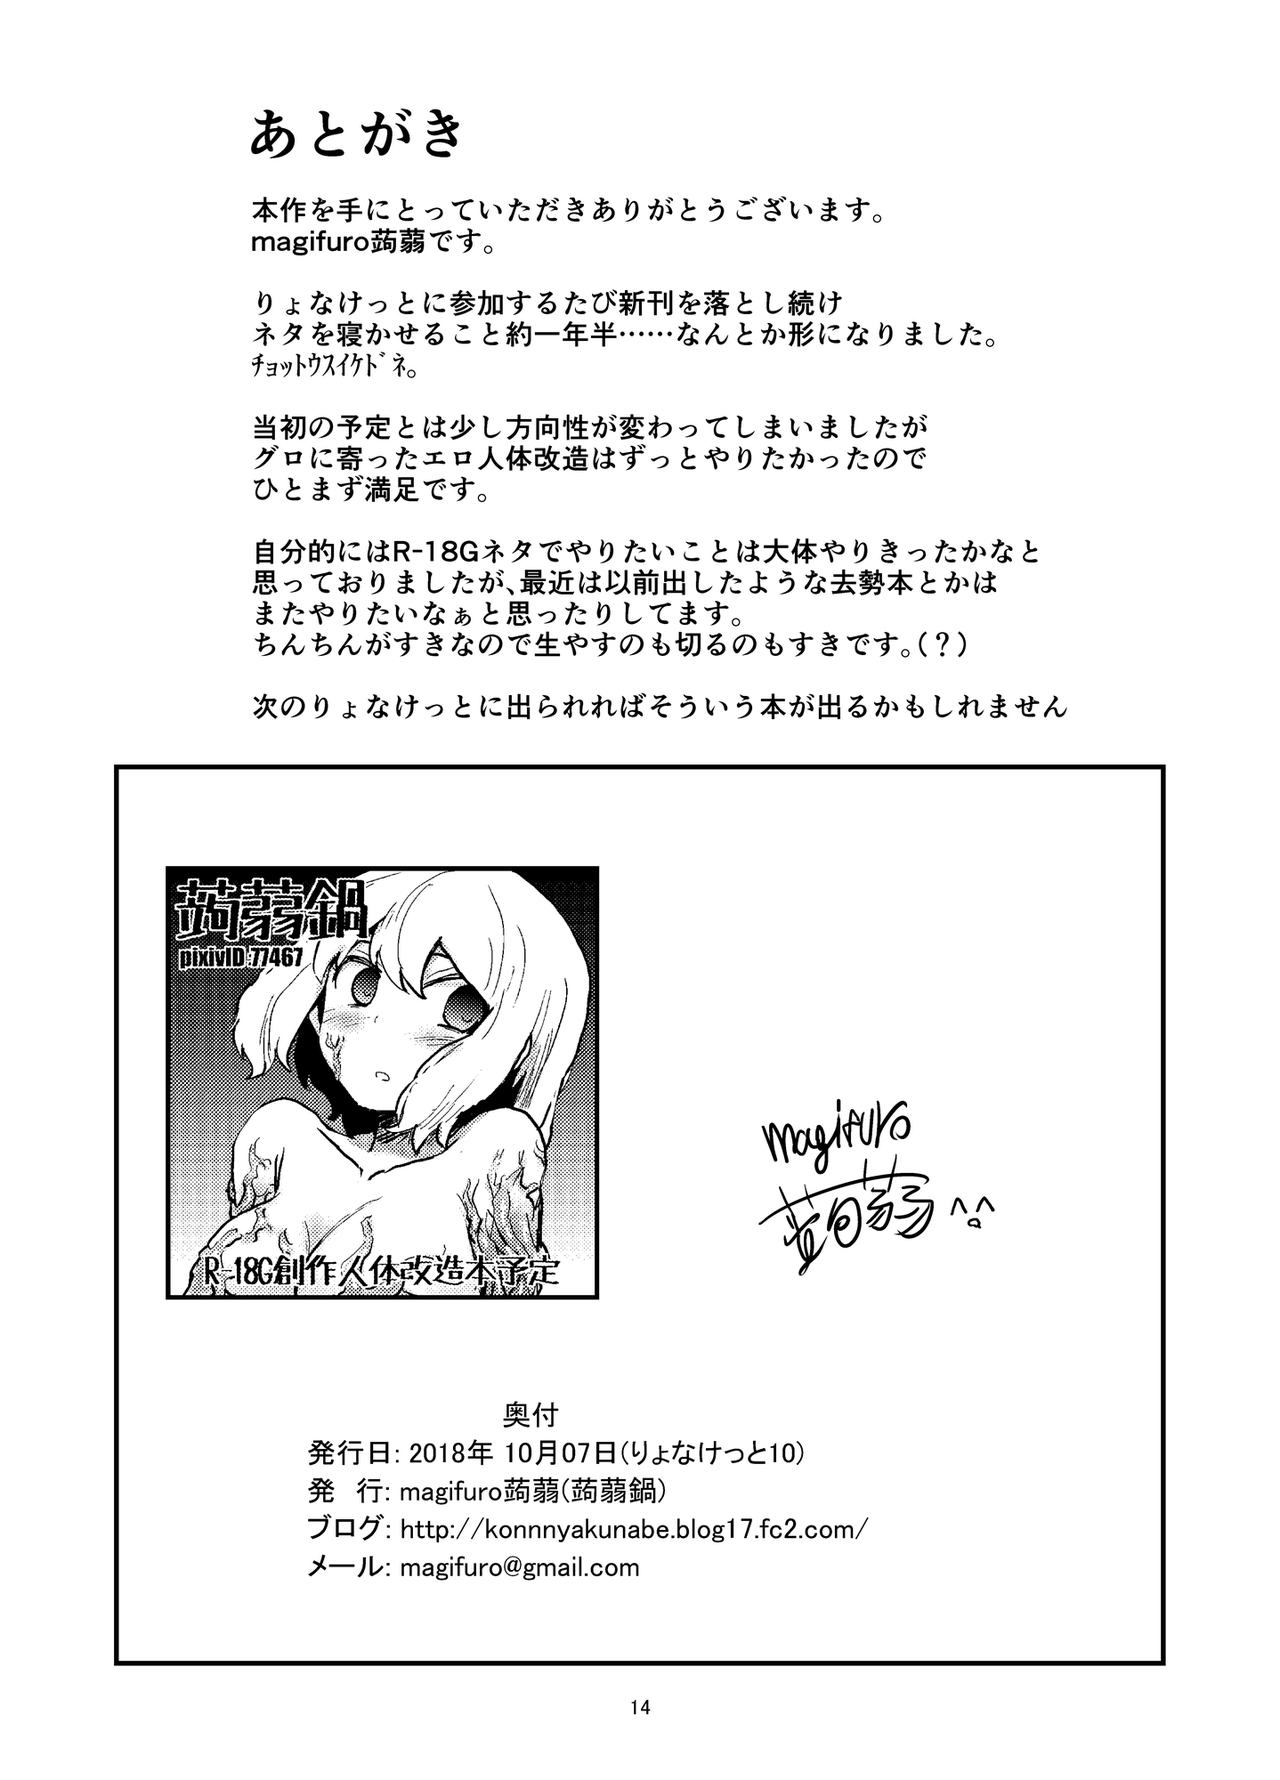 あとがき
本作を手にとっていただきありがとうございます。
magifuro蒟蒻です。
りょなけっとに参加するたび新刊を落とし続け
ネタを寝かせること約一年半……なんとか形になりました。
ﾁｮｯﾄｳｽｲｹﾄﾞﾈ。
当初の予定とは少し方向性が変わってしまいましたが
グロに寄ったエロ人体改造はずっとやりたかったので
ひとまず満足です。
自分的にはR-18Gネタでやりたいことは大体やりきったかなと
思っておりましたが、最近は以前出したような去勢本とかは
またやりたいなぁと思ったりしてます。
ちんちんがすきなので生やすのも切るのもすきです。（？）
次のりょなけっとに出られればそういう本が出るかもしれません
蒟蒻鍋
pixivID:77467
R-18G創作人体改造本予定
magifuro
蒟蒻 ^^
奥付
発行日: 2018年 10月07日(りょなけっと10)
発　行: magifuro蒟蒻(蒟蒻鍋)
ブログ: http://konnnyakunabe.blog17.fc2.com/
メール: magifuro@gmail.com
14